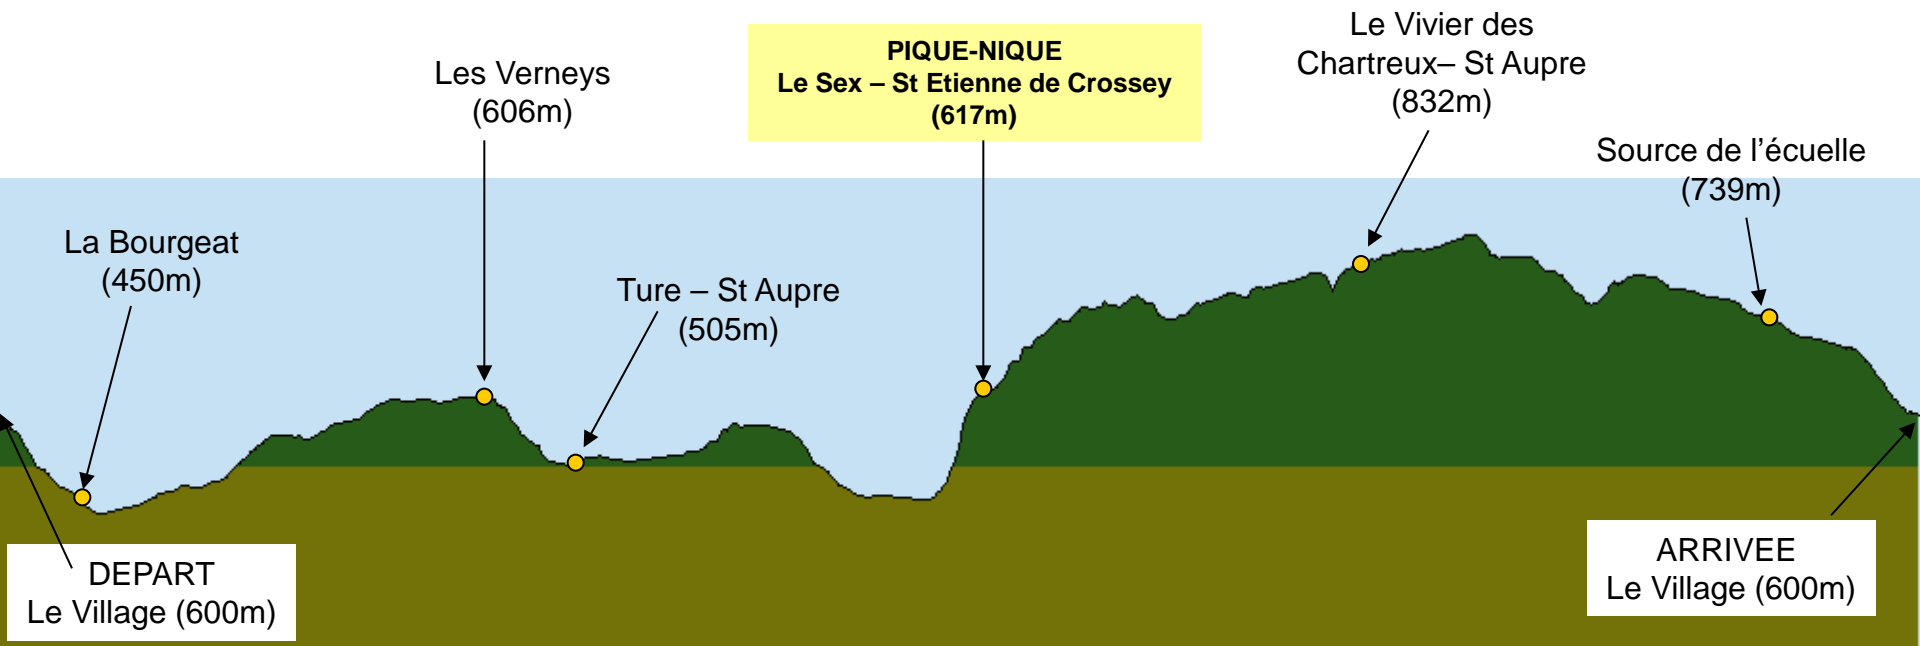 Le Vivier des
Chartreux– St Aupre
(832m)
PIQUE-NIQUE
Le Sex – St Etienne de Crossey
(617m)
Les Verneys
(606m)
Source de l’écuelle
(739m)
La Bourgeat
(450m)
Ture – St Aupre
(505m)
DEPART
Le Village (600m)
ARRIVEE
Le Village (600m)